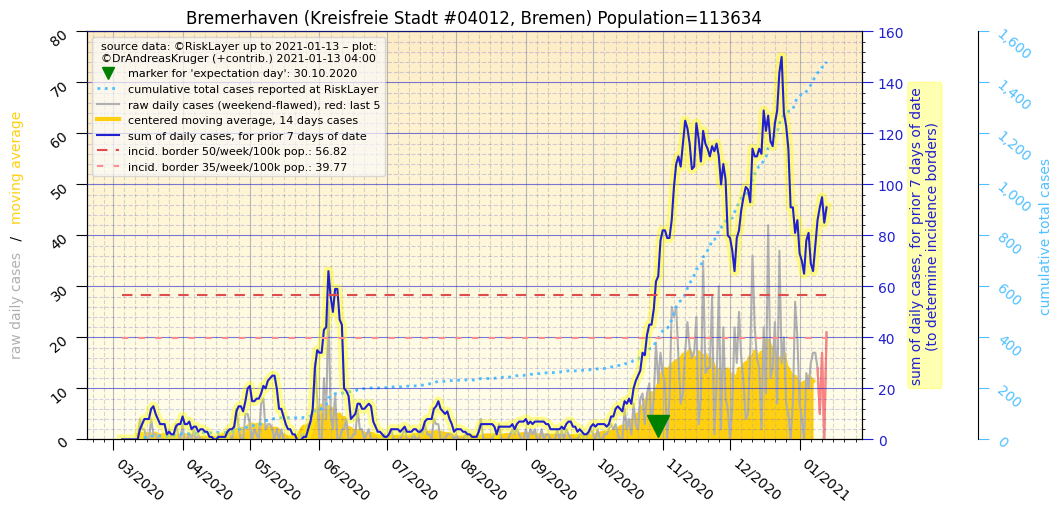 Bremerhaven (Kreisfreie Stadt #04012, Bremen) Population=113634
source data: ©RiskLayer up to 2021-01-13 – plot:
©DrAndreasKruger (+contrib.) 2021-01-13 04:00
marker for 'expectation day': 30.10.2020
cumulative total cases reported at RiskLayer
raw daily cases (weekend-flawed), red: last 5
centered moving average, 14 days cases
sum of daily cases, for prior 7 days of date
incid. border 50/week/100k pop.: 56.82
incid. border 35/week/100k pop.: 39.77
raw daily cases / moving average
80
70
60
50
40
30
20
10
0
03/2020
04/2020
05/2020
06/2020
07/2020
08/2020
09/2020
10/2020
11/2020
12/2020
01/2021
160
140
120
100
80
60
40
20
0
sum of daily cases, for prior 7 days of date
(to determine incidence borders)
1,600
1,400
1,200
1,000
800
600
400
200
0
cumulative total cases